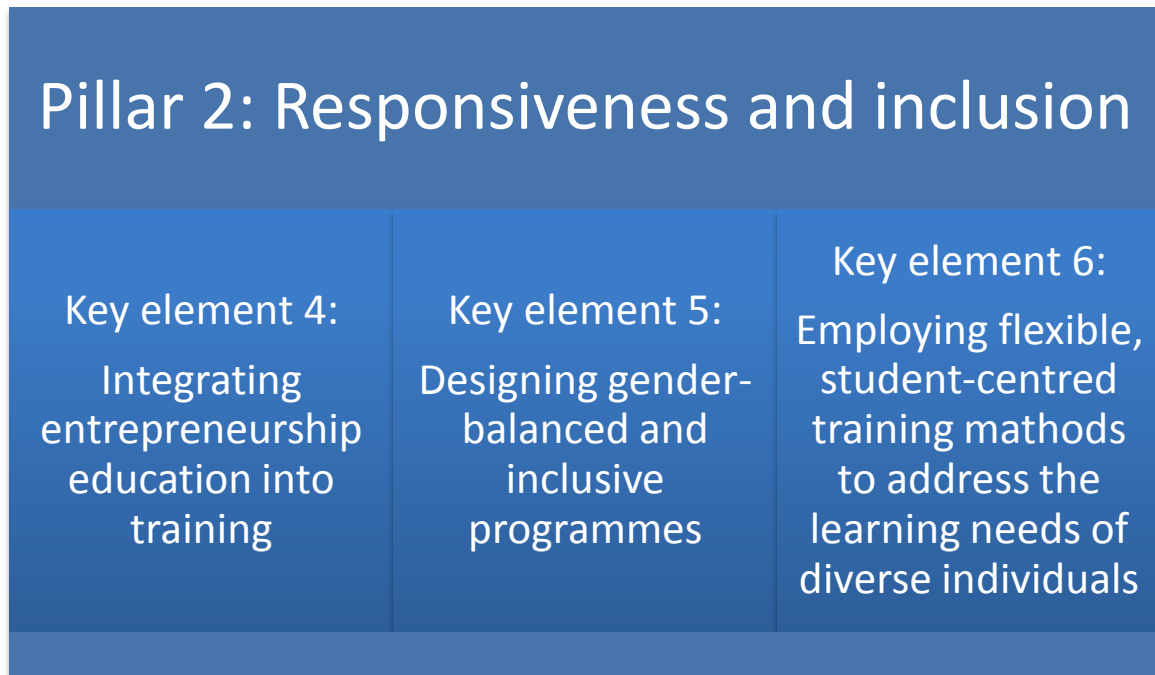 Pillar 2: Responsiveness and inclusion
Key element 4:
Integrating
entrepreneurship
education into
training
Key element 5:
Designing gender-
balanced and
inclusive
programmes
Key element 6:
Employing flexible,
student-centred
training mathods
to address the
learning needs of
diverse individuals